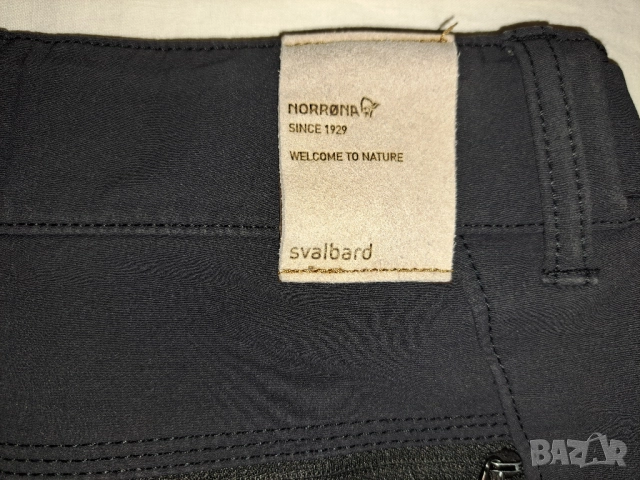 NORRØNA
SINCE 1929
WELCOME TO NATURE
svalbard
BAZAR